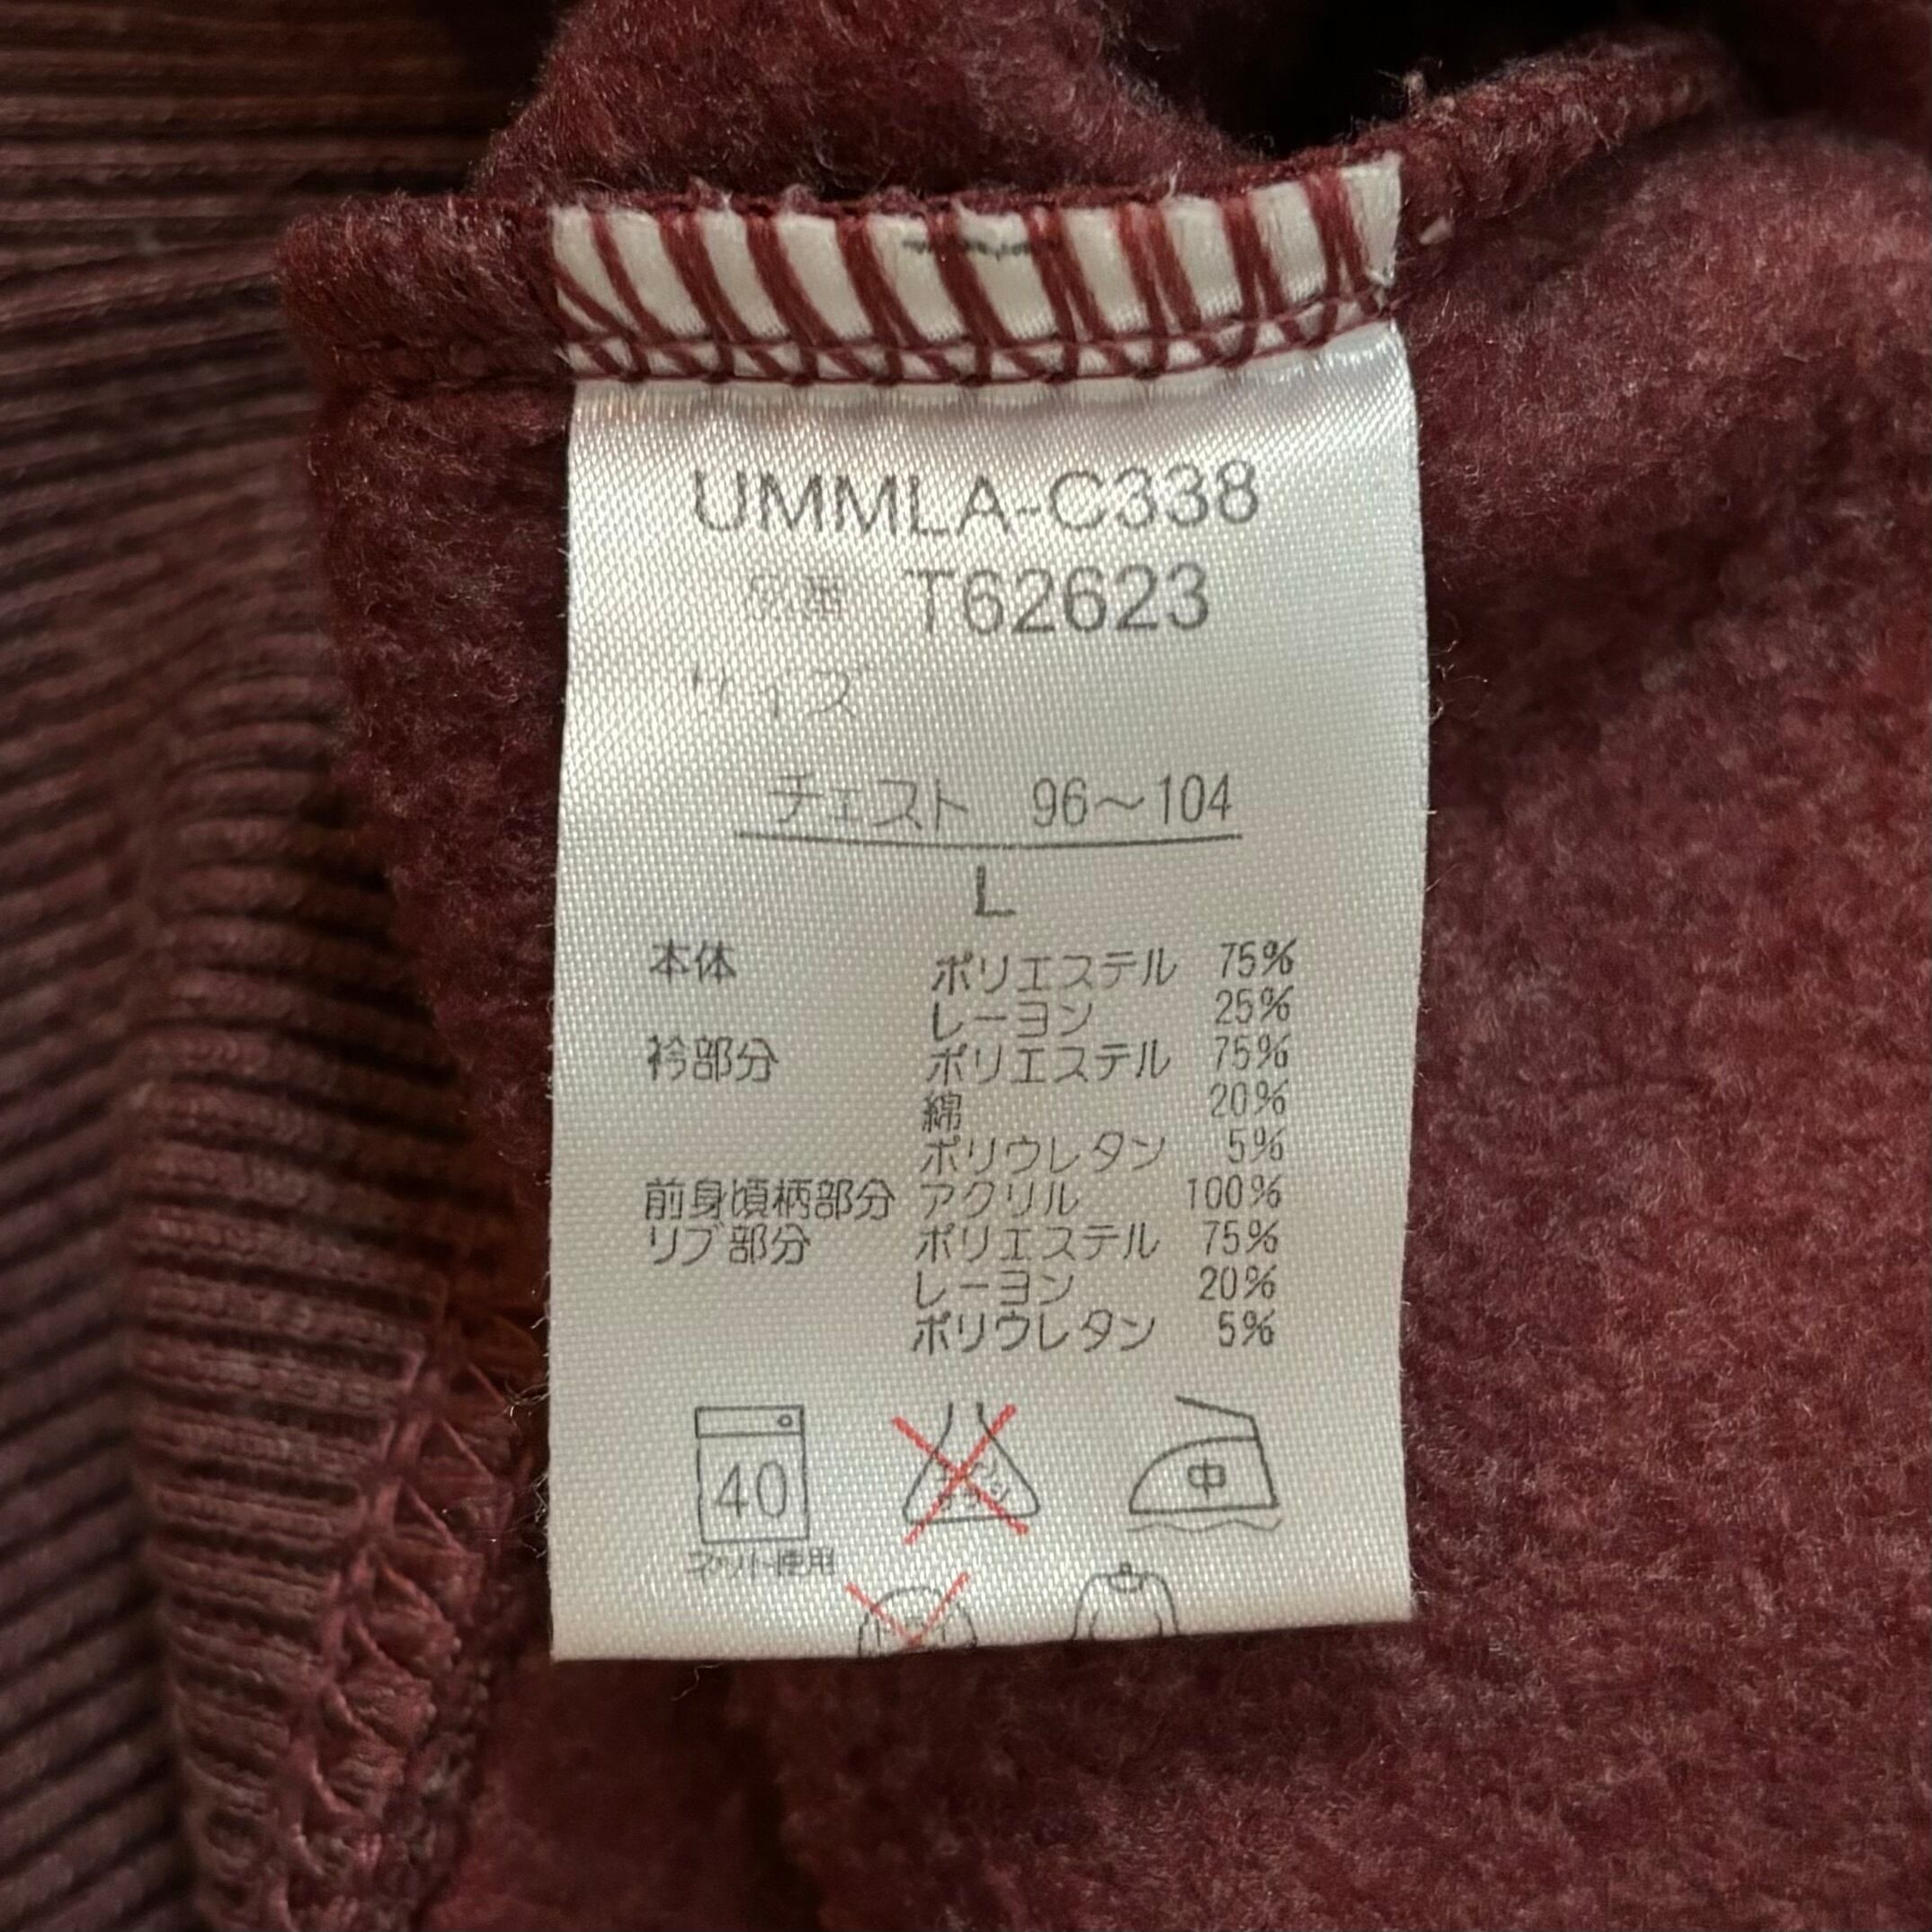 UMMLA-C338
品番 T62623
サイズ
チェスト 96～104
L
本体 ポリエステル 75%
レーヨン 25%
衿部分 ポリエステル 75%
綿 20%
ポリウレタン 5%
前身頃柄部分 アクリル 100%
リブ部分 ポリエステル 75%
レーヨン 20%
ポリウレタン 5%
40 エンソ 中
ネット使用